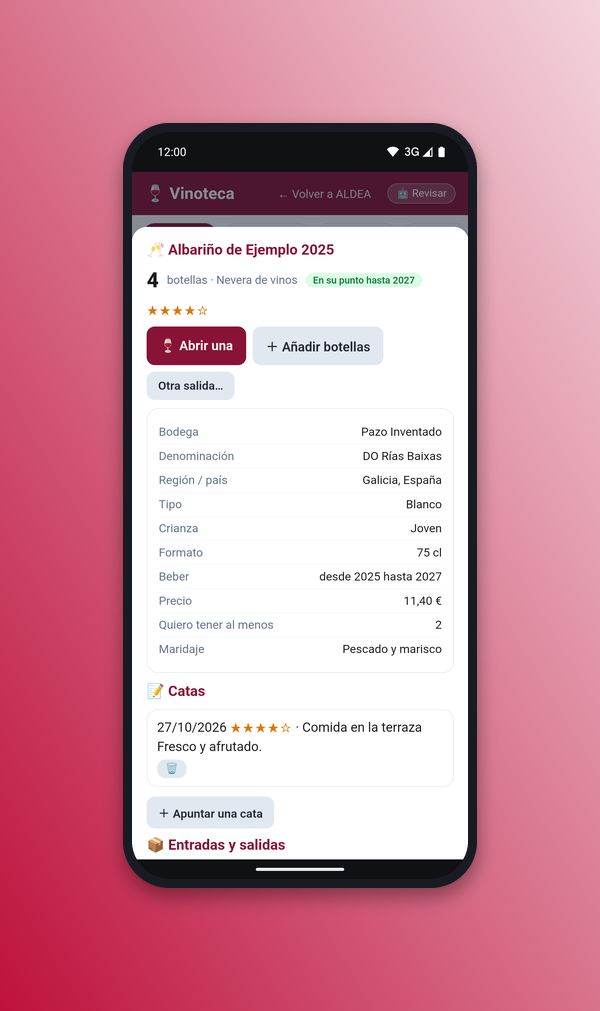 12:00
3G
Vinoteca
← Volver a ALDEA
Revisar
Albariño de Ejemplo 2025
4 botellas · Nevera de vinos
En su punto hasta 2027
★★★★☆
Abrir una
+ Añadir botellas
Otra salida…
Bodega Pazo Inventado
Denominación DO Rías Baixas
Región / país Galicia, España
Tipo Blanco
Crianza Joven
Formato 75 cl
Beber desde 2025 hasta 2027
Precio 11,40 €
Quiero tener al menos 2
Maridaje Pescado y marisco
Catas
27/10/2026 ★★★★☆ · Comida en la terraza
Fresco y afrutado.
+ Apuntar una cata
Entradas y salidas